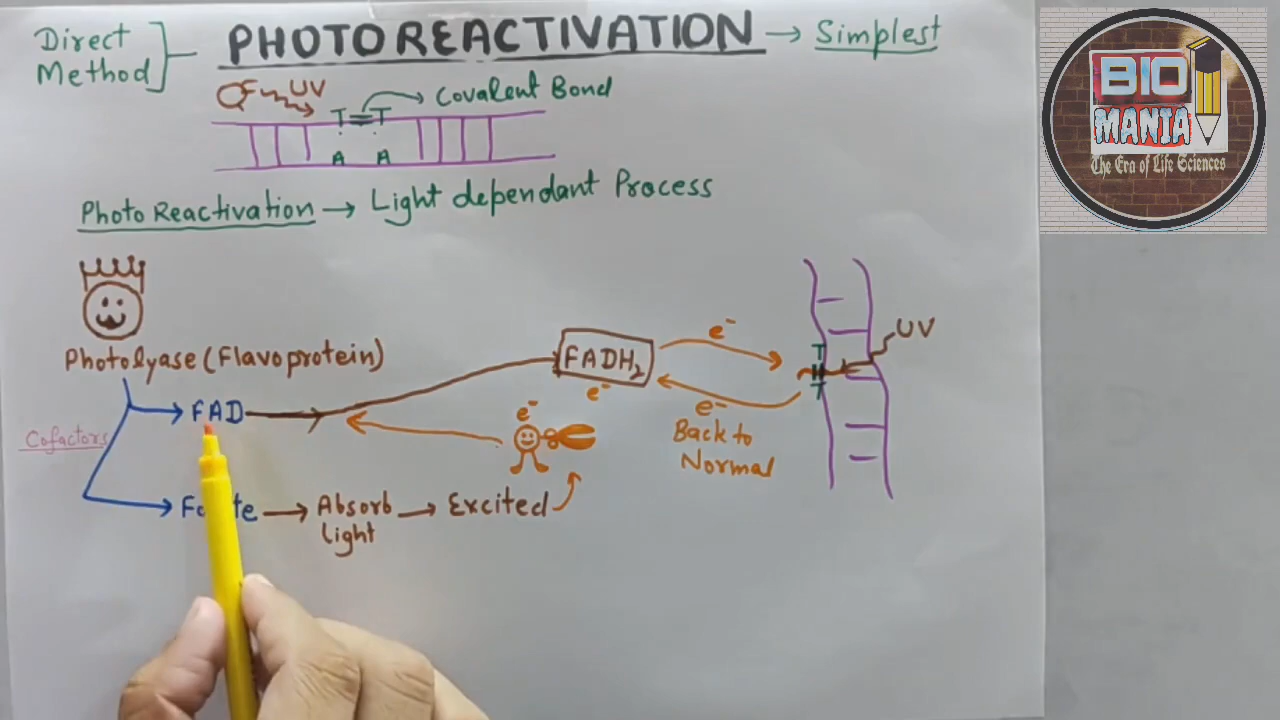 Direct Method
PHOTOREACTIVATION → Simplest
UV
T T → Covalent Bond
A A
Photo Reactivation → Light dependant Process
Photolyase (Flavoprotein)
Cofactors
FAD
FADH₂
e⁻
e⁻
e⁻
e⁻
Back to
Normal
T
T
UV
→ Absorb light → Excited
BIO
MANIA
The Era of Life Sciences